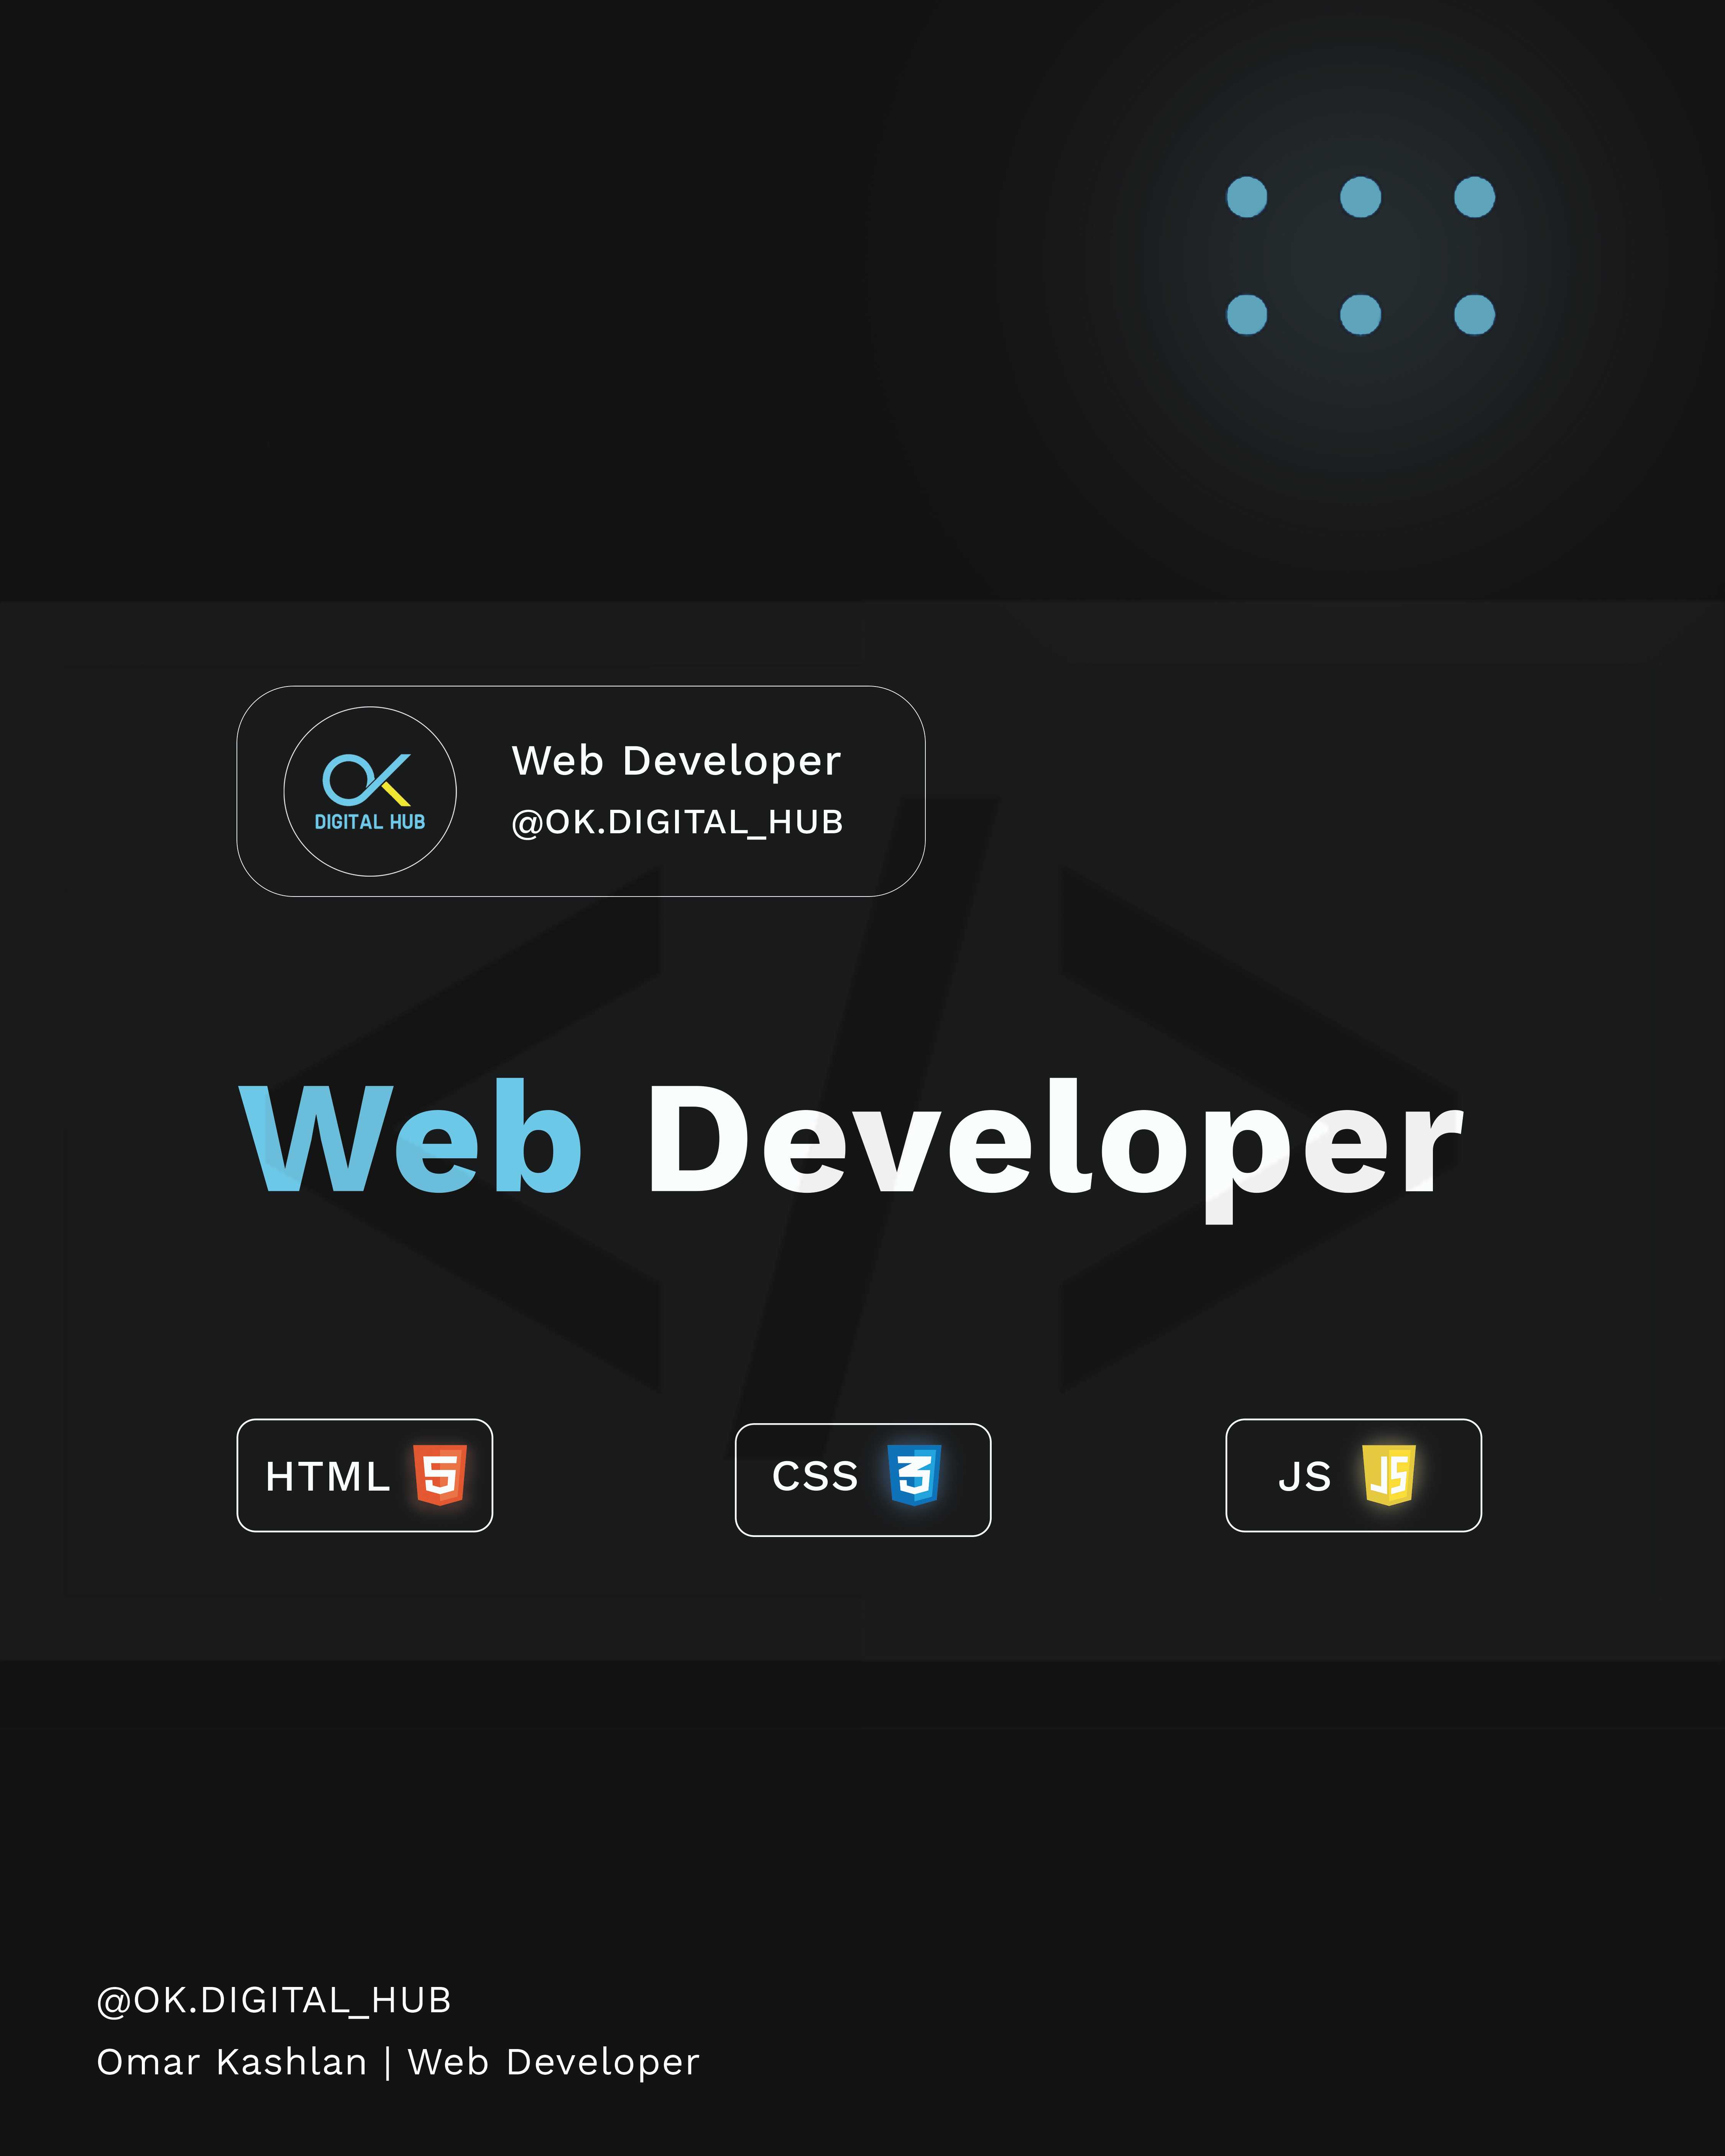 OK
DIGITAL HUB
Web Developer
@OK.DIGITAL_HUB
</>
Web Developer
HTML 5
CSS 3
JS JS
@OK.DIGITAL_HUB
Omar Kashlan | Web Developer